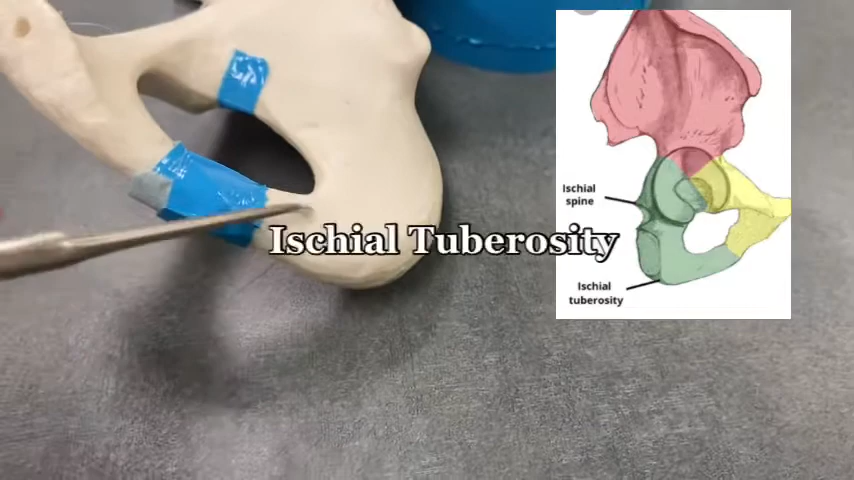 Ischial
spine
Ischial Tuberosity
Ischial
tuberosity